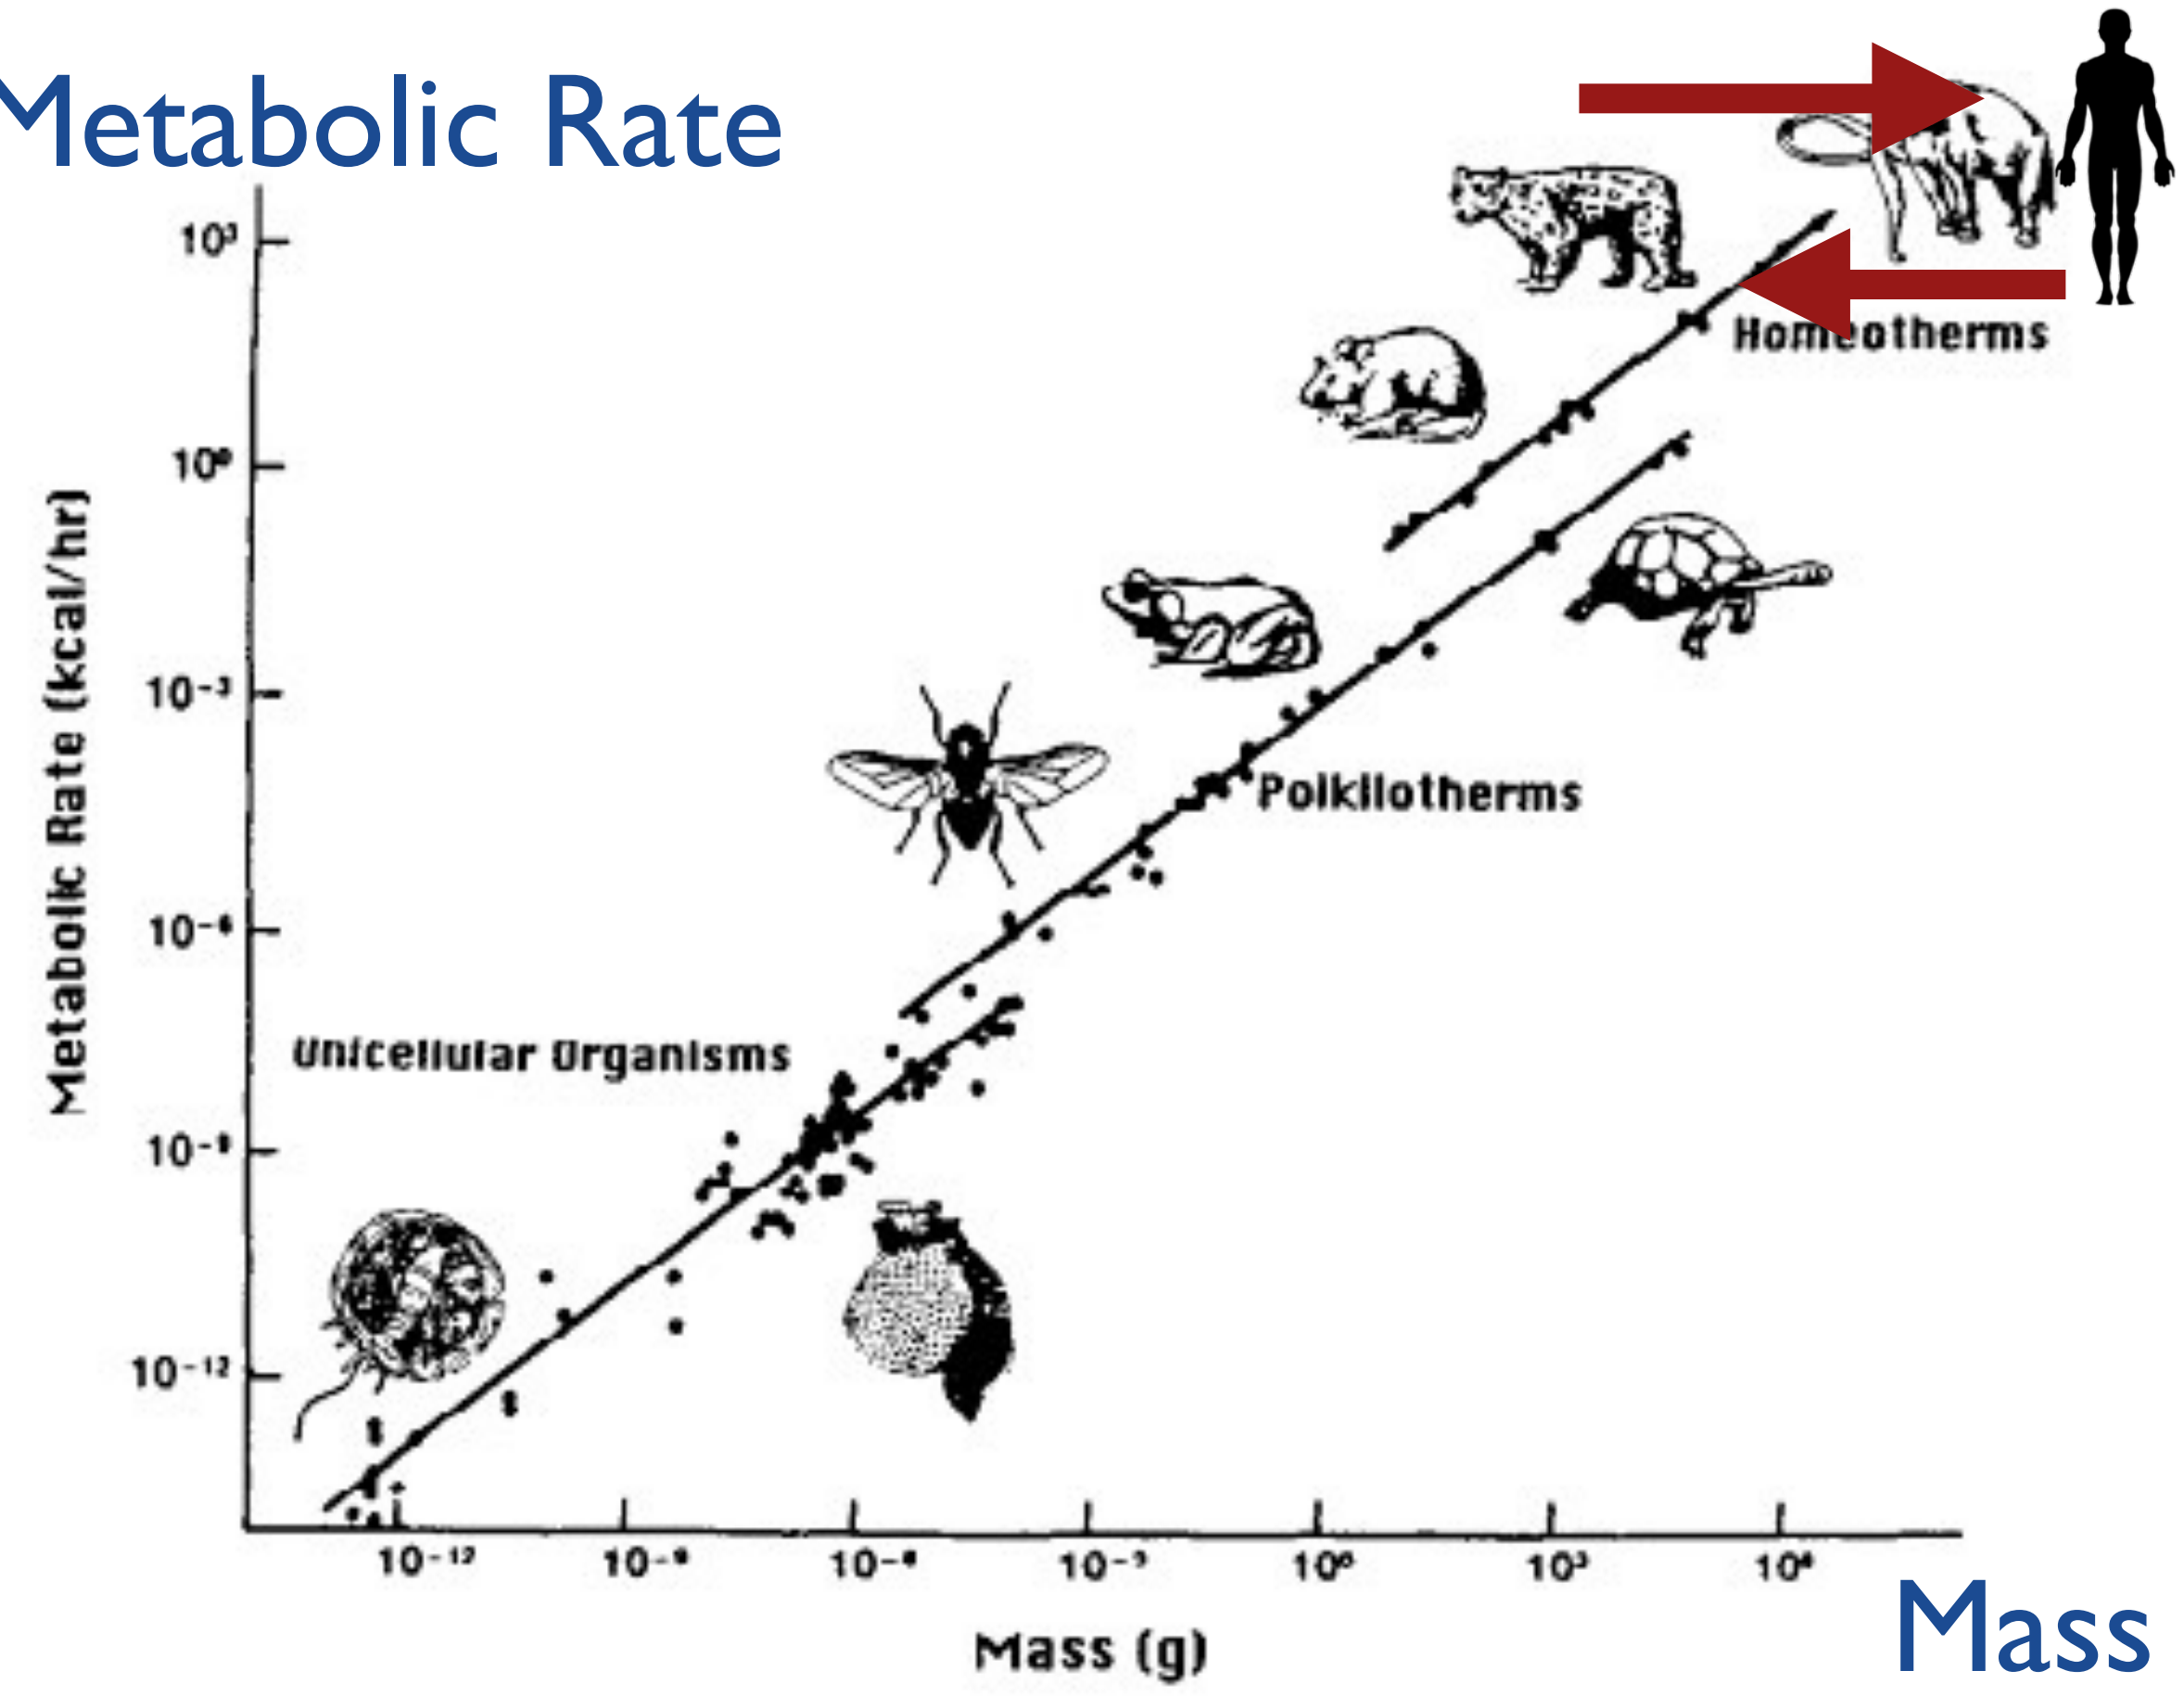 Metabolic Rate
10³
10⁰
10⁻³
10⁻⁶
10⁻⁹
10⁻¹²
Metabolic Rate (kcal/hr)
Homeotherms
Poikilotherms
Unicellular Organisms
10⁻¹² 10⁻⁹ 10⁻⁶ 10⁻³ 10⁰ 10³ 10⁶
Mass (g)
Mass